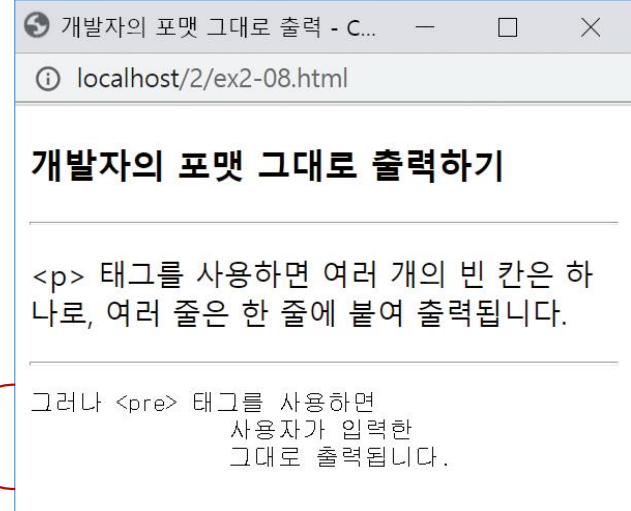 개발자의 포맷 그대로 출력 - C...
localhost/2/ex2-08.html
개발자의 포맷 그대로 출력하기
<p> 태그를 사용하면 여러 개의 빈 칸은 하
나로, 여러 줄은 한 줄에 붙여 출력됩니다.
그러나 <pre> 태그를 사용하면
사용자가 입력한
그대로 출력됩니다.